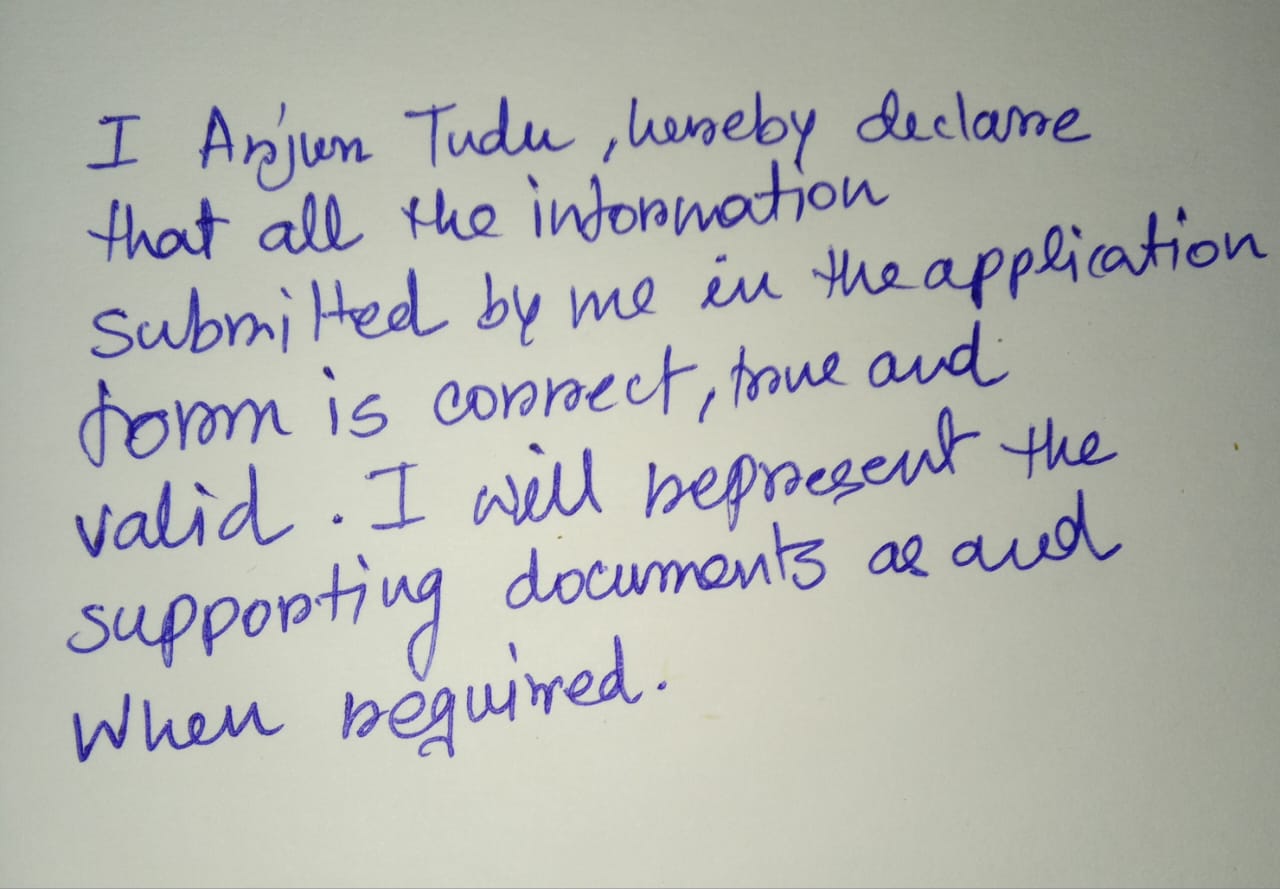 I Arjun Tudu, hereby declare
that all the information
submitted by me in the application
form is correct, true and
valid. I will represent the
supporting documents as and
when required.